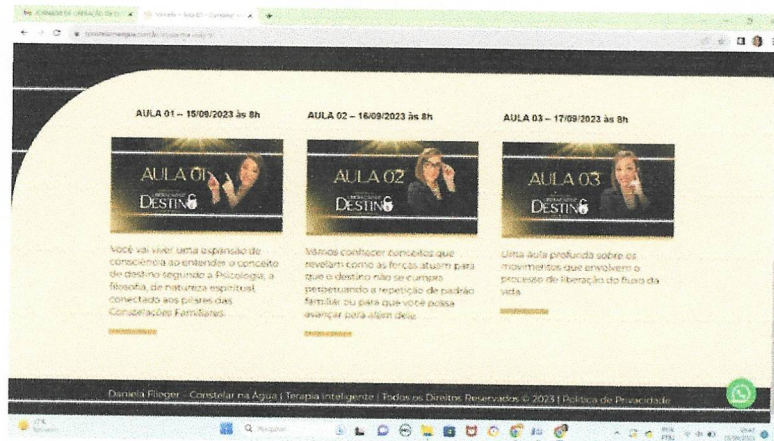 AULA 01 – 15/09/2023 às 8h
AULA 02 – 16/09/2023 às 8h
AULA 03 – 17/09/2023 às 8h
AULA 01
DESTINO
AULA 02
DESTINO
AULA 03
DESTINO
Você vai viver uma expansão de
consciência ao entender o conceito
de destino segundo a Psicologia, a
filosofia, de natureza espiritual,
conectado aos pilares das
Constelações Familiares.
Vamos conhecer conceitos que
revelam como as forças atuam para
que o destino não se cumpra
perpetuando a repetição de padrão
familiar ou para que você possa
avançar para além dele.
Uma aula profunda sobre os
movimentos que envolvem o
processo de liberação do fluxo da
vida.
Daniela Flieger – Constelar na Água | Terapia Inteligente | Todos os Direitos Reservados © 2023 | Política de Privacidade
Pesquisar